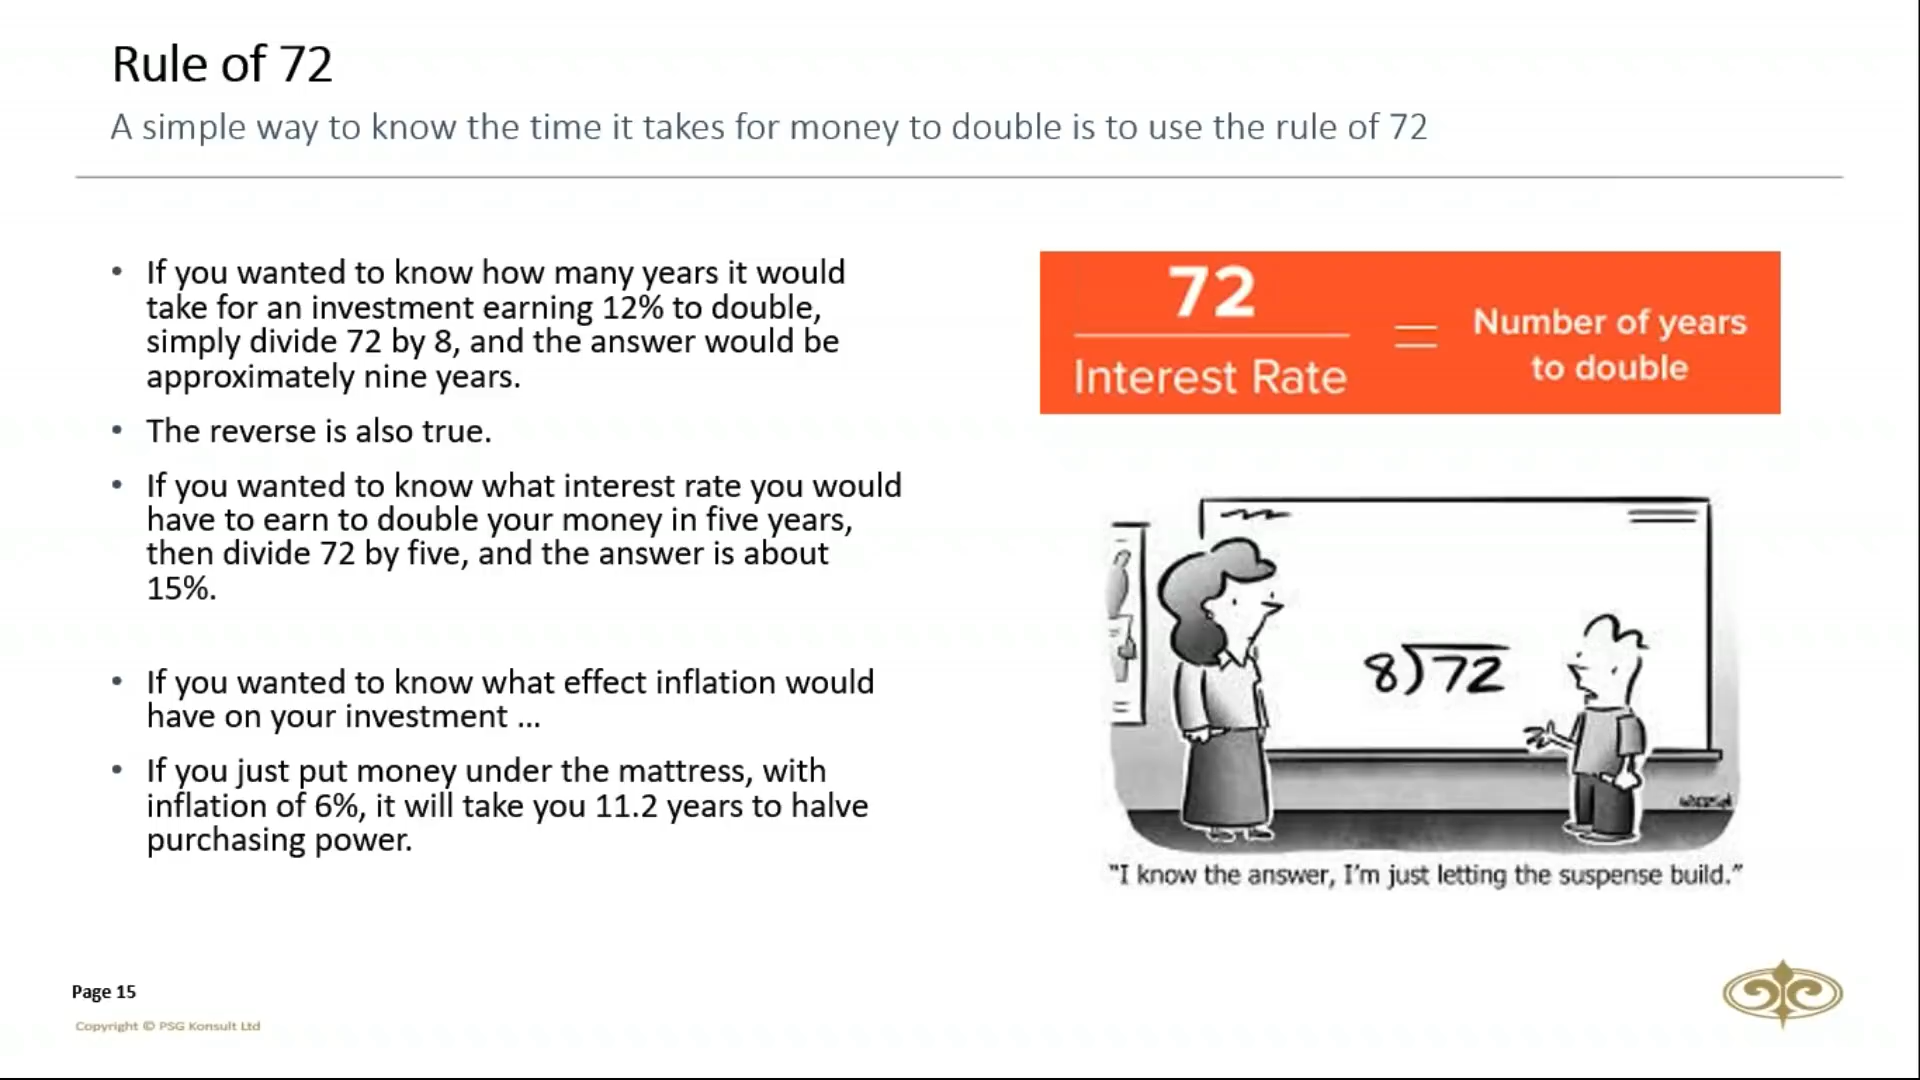 Rule of 72
A simple way to know the time it takes for money to double is to use the rule of 72
• If you wanted to know how many years it would
take for an investment earning 12% to double,
simply divide 72 by 8, and the answer would be
approximately nine years.
• The reverse is also true.
• If you wanted to know what interest rate you would
have to earn to double your money in five years,
then divide 72 by five, and the answer is about
15%.
• If you wanted to know what effect inflation would
have on your investment ...
• If you just put money under the mattress, with
inflation of 6%, it will take you 11.2 years to halve
purchasing power.
72
Interest Rate
=
Number of years
to double
8)72
"I know the answer, I'm just letting the suspense build."
Page 15
Copyright © PSG Konsult Ltd